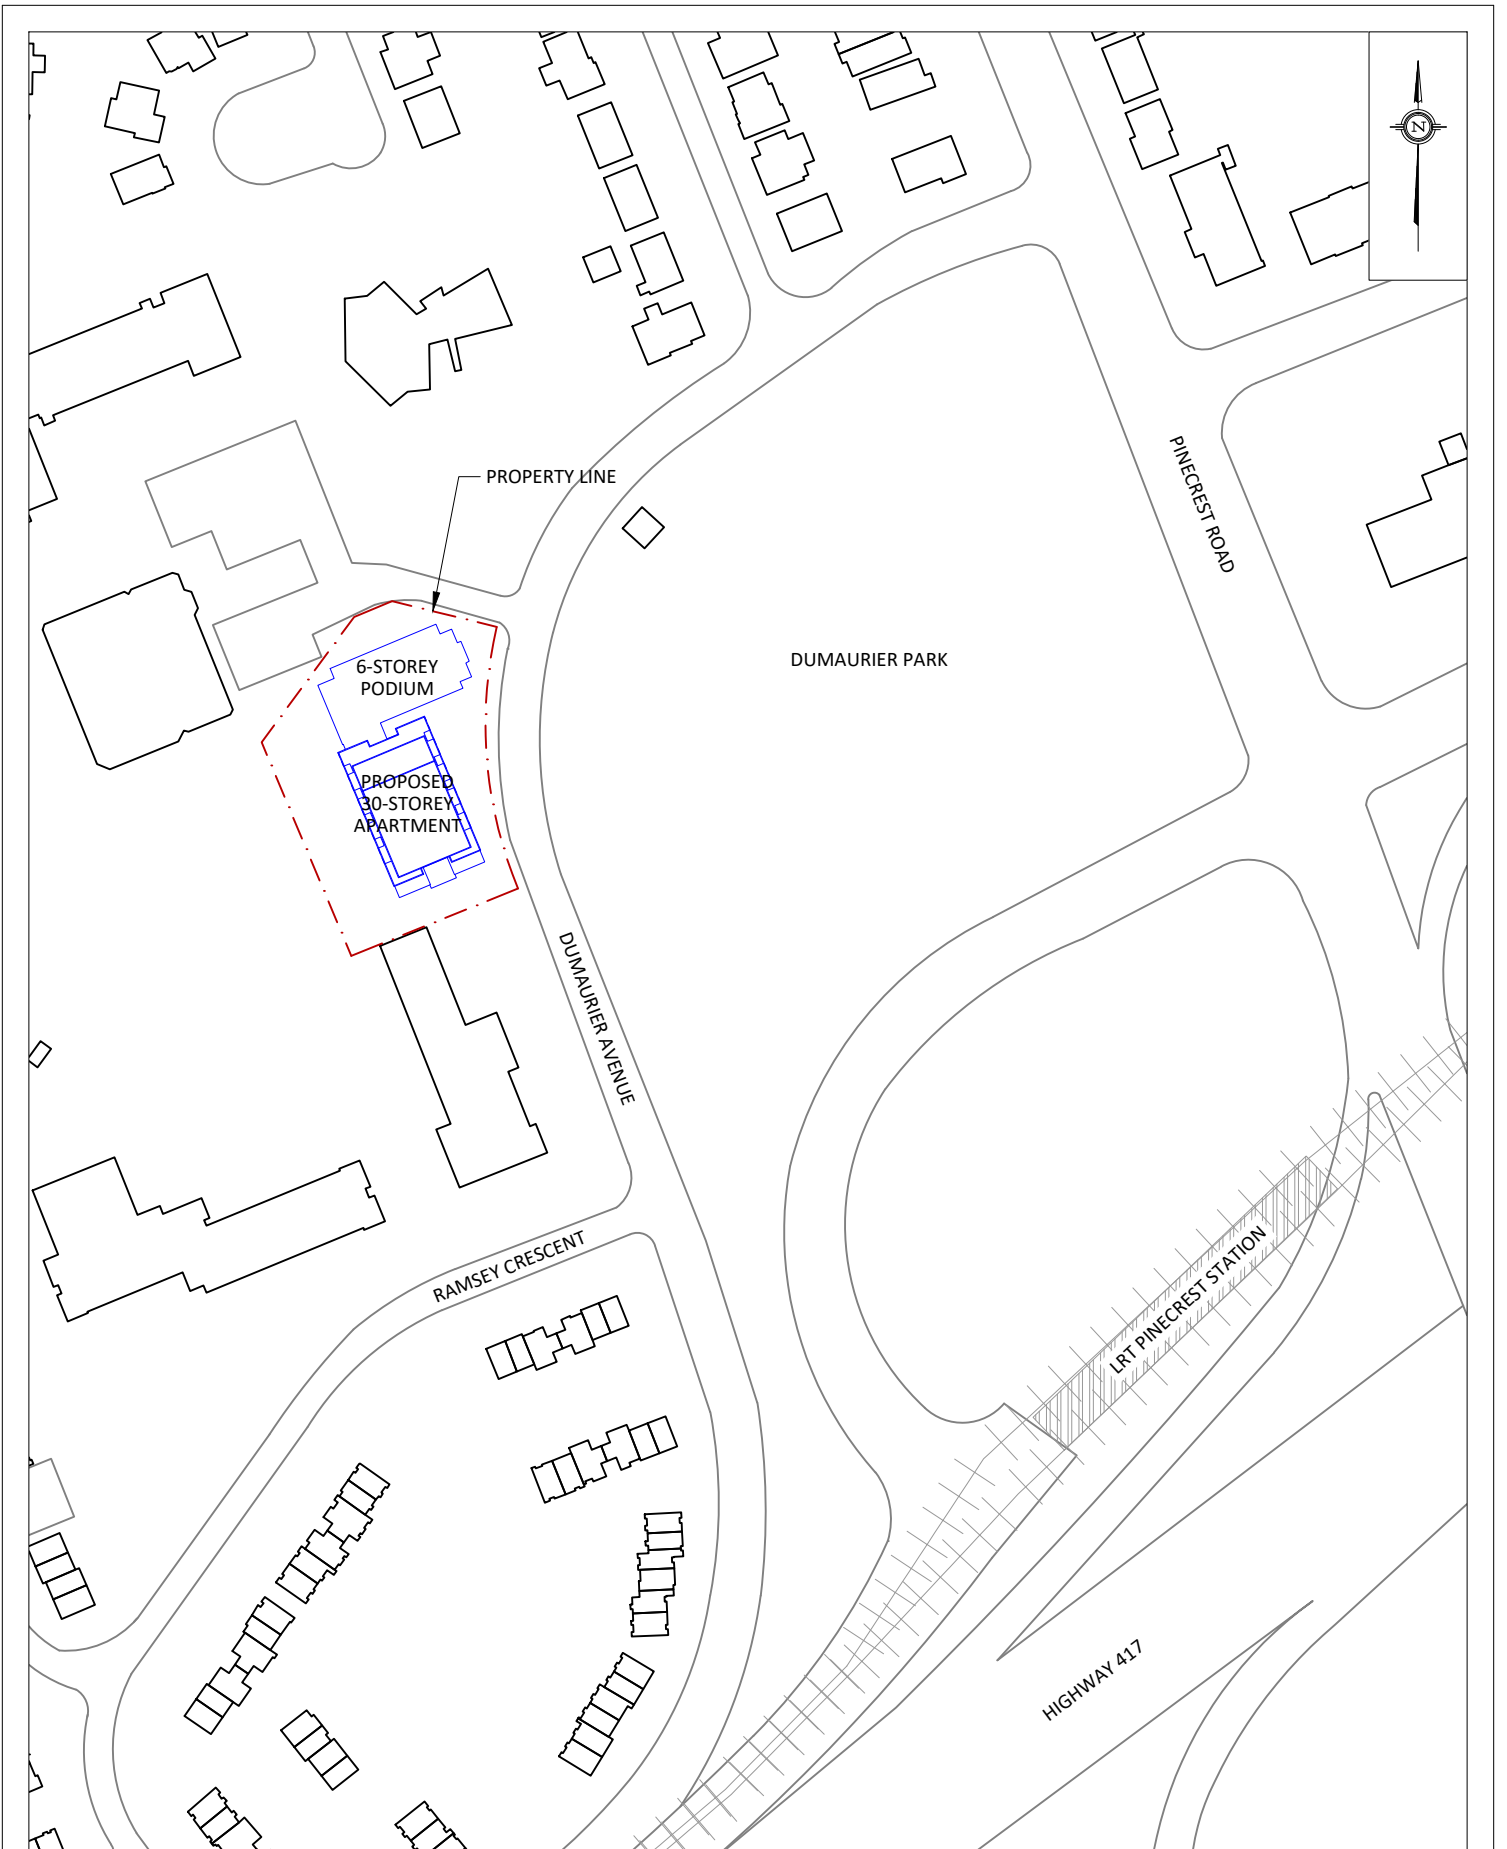 N
PINECREST ROAD
PROPERTY LINE
DUMAURIER PARK
6-STOREY
PODIUM
PROPOSED
30-STOREY
APARTMENT
DUMAURIER AVENUE
RAMSEY CRESCENT
LRT PINECREST STATION
HIGHWAY 417